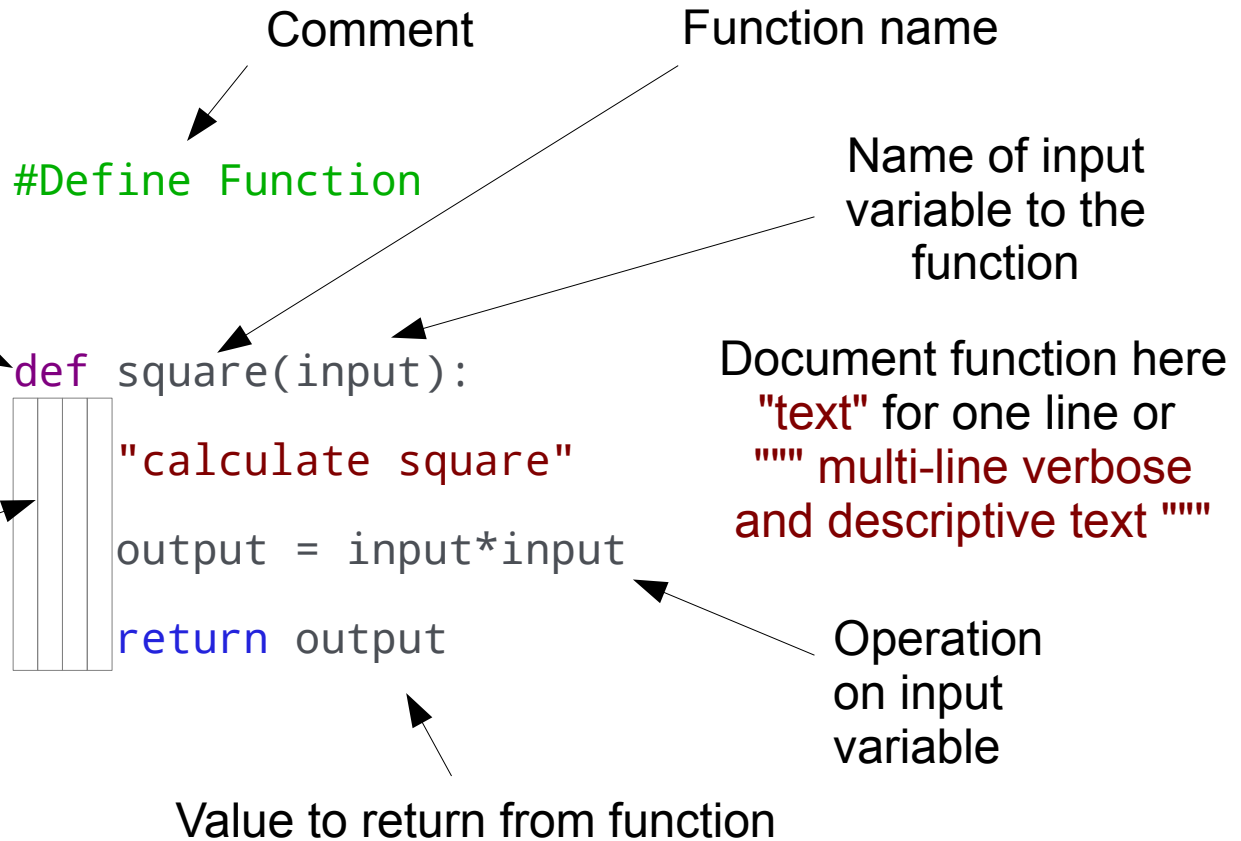 Comment
Function name
#Define Function
Name of input
variable to the
function
def square(input):
Document function here
"text" for one line or
""" multi-line verbose
and descriptive text """
"calculate square"
output = input*input
return output
Operation
on input
variable
Value to return from function